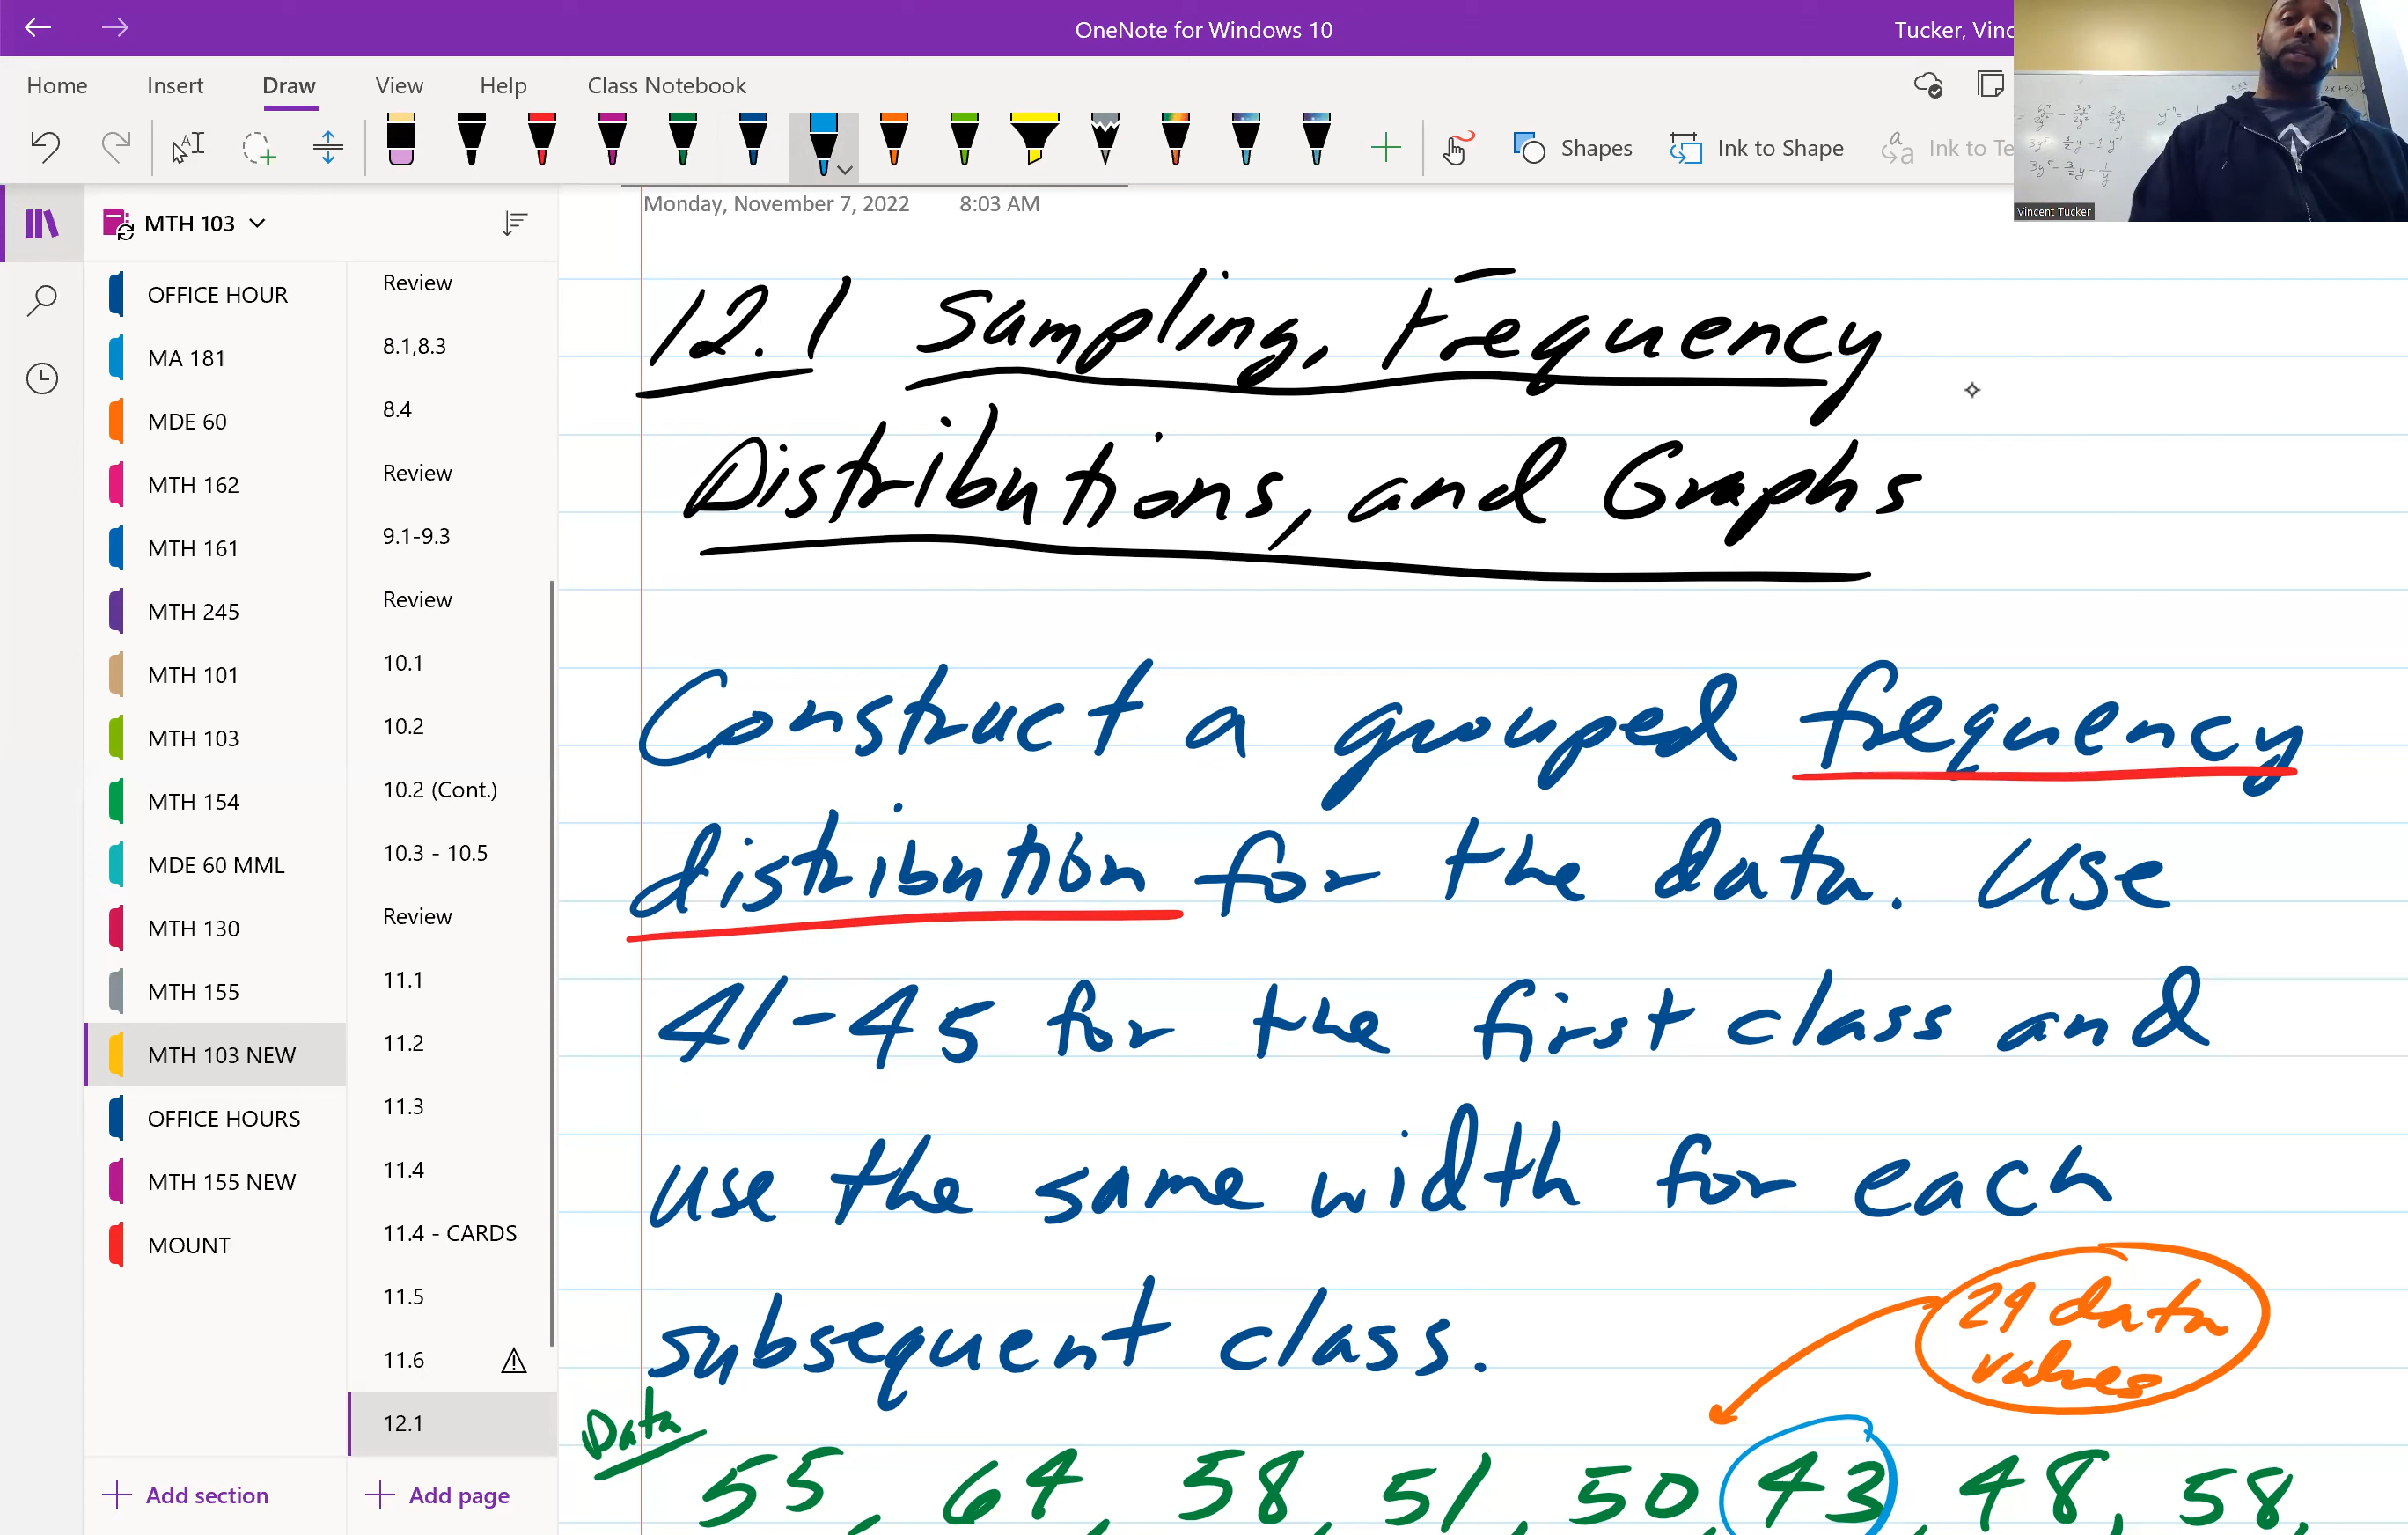 OneNote for Windows 10
Tucker, Vinc
Home Insert Draw View Help Class Notebook
Shapes Ink to Shape Ink to Te
Vincent Tucker
MTH 103
OFFICE HOUR
MA 181
MDE 60
MTH 162
MTH 161
MTH 245
MTH 101
MTH 103
MTH 154
MDE 60 MML
MTH 130
MTH 155
MTH 103 NEW
OFFICE HOURS
MTH 155 NEW
MOUNT
Add section
Review
8.1,8.3
8.4
Review
9.1-9.3
Review
10.1
10.2
10.2 (Cont.)
10.3 - 10.5
Review
11.1
11.2
11.3
11.4
11.4 - CARDS
11.5
11.6
12.1
Add page
Monday, November 7, 2022 8:03 AM
12.1 Sampling, Frequency
Distributions, and Graphs
Construct a grouped frequency
distribution for the data. Use
41-45 for the first class and
use the same width for each
subsequent class.
data
values
Data
55, 64, 58, 51, 50, 43, 48, 58,